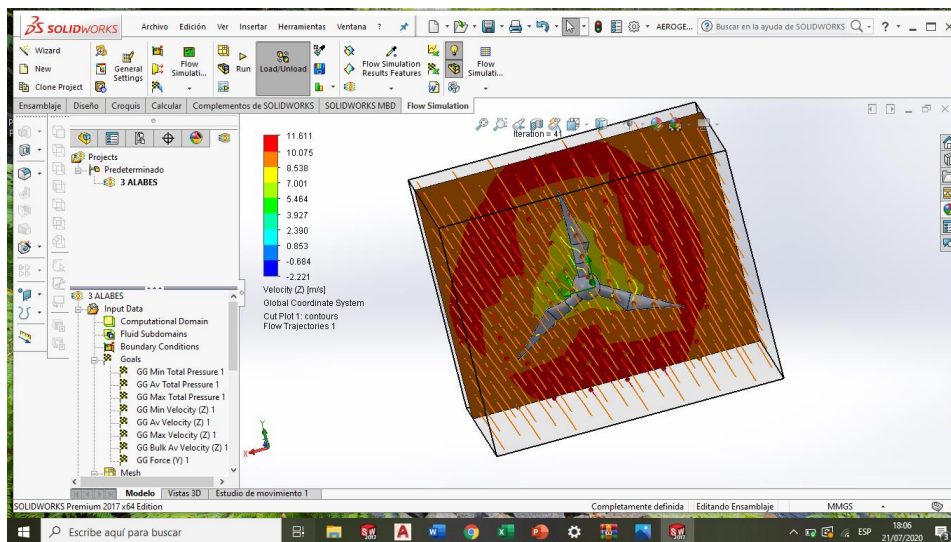 SOLIDWORKS Archivo Edición Ver Insertar Herramientas Ventana ? AEROGE... Buscar en la ayuda de SOLIDWORKS
Wizard
New
Clone Project
General Settings
Flow Simulati...
Run
Load/Unload
Flow Simulation Results Features
Flow Simulati...
Ensamblaje Diseño Croquis Calcular Complementos de SOLIDWORKS SOLIDWORKS MBD Flow Simulation
Projects
Predeterminado
3 ALABES
Iteration = 41
11.611
10.075
8.538
7.001
5.464
3.927
2.390
0.853
-0.684
-2.221
Velocity (Z) [m/s]
Global Coordinate System
Cut Plot 1: contours
Flow Trajectories 1
3 ALABES
Input Data
Computational Domain
Fluid Subdomains
Boundary Conditions
Goals
GG Min Total Pressure 1
GG Av Total Pressure 1
GG Max Total Pressure 1
GG Min Velocity (Z) 1
GG Av Velocity (Z) 1
GG Max Velocity (Z) 1
GG Bulk Av Velocity (Z) 1
GG Force (Y) 1
Mesh
Y
X
Modelo Vistas 3D Estudio de movimiento 1
SOLIDWORKS Premium 2017 x64 Edition Completamente definida Editando Ensamblaje MMGS
Escribe aquí para buscar
ESP
18:06
21/07/2020